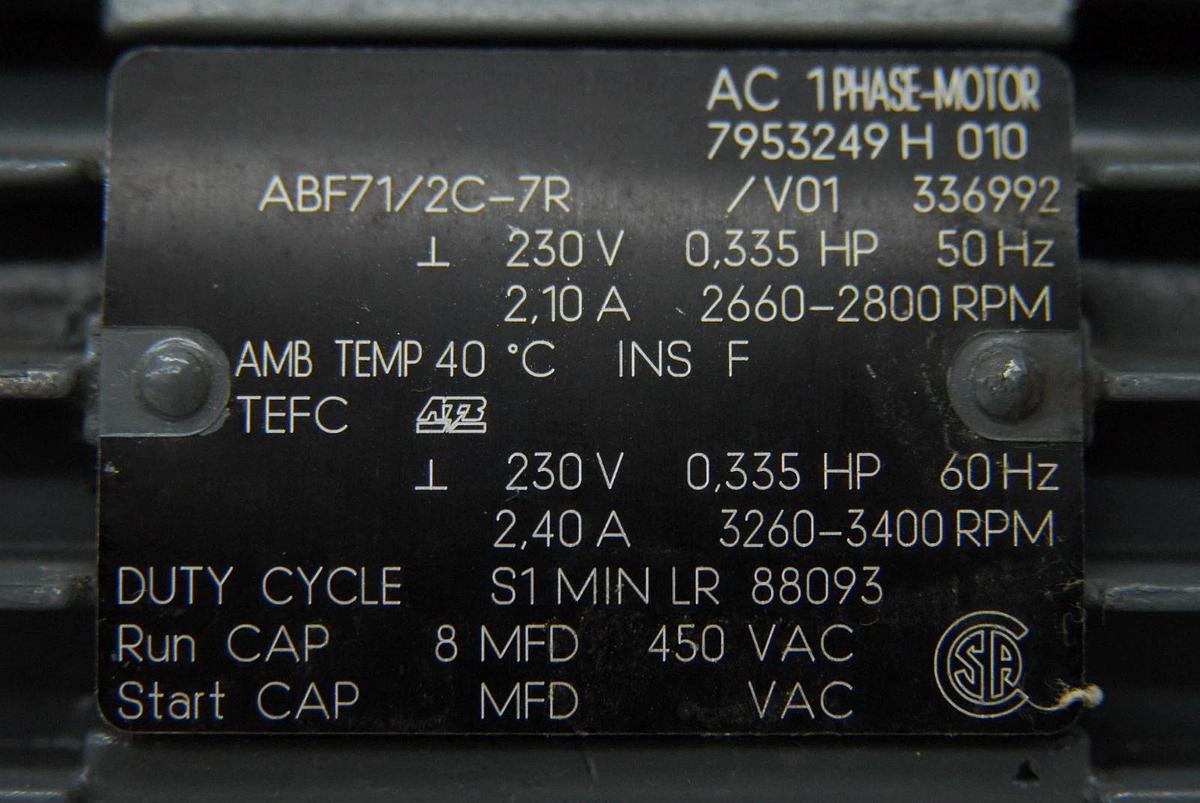 AC 1PHASE-MOTOR
7953249 H 010
ABF71/2C-7R /V01 336992
⊥ 230 V 0,335 HP 50 Hz
2,10 A 2660-2800 RPM
AMB TEMP 40 °C INS F
TEFC ATB
⊥ 230 V 0,335 HP 60 Hz
2,40 A 3260-3400 RPM
DUTY CYCLE S1 MIN LR 88093
Run CAP 8 MFD 450 VAC
Start CAP MFD VAC
CSA